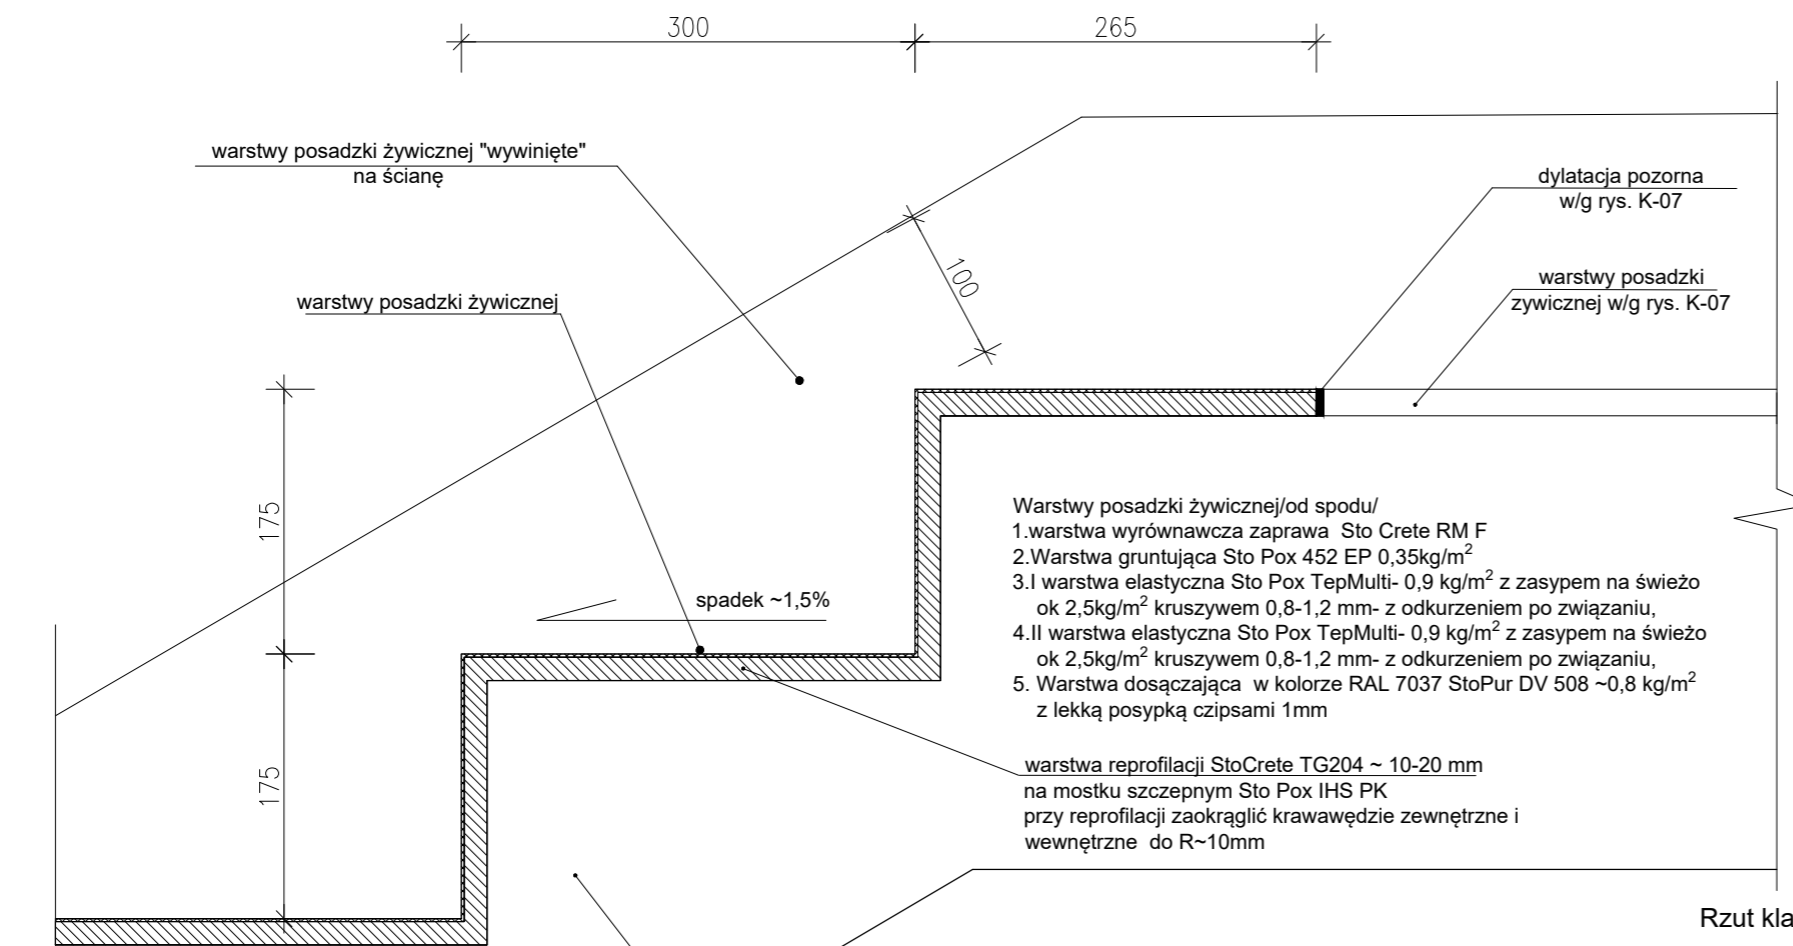 300
265
warstwy posadzki żywicznej "wywinięte"
na ścianę
dylatacja pozorna
w/g rys. K-07
100
warstwy posadzki
zywicznej w/g rys. K-07
warstwy posadzki żywicznej
175
spadek ~1,5%
Warstwy posadzki żywicznej/od spodu/
1.warstwa wyrównawcza zaprawa Sto Crete RM F
2.Warstwa gruntująca Sto Pox 452 EP 0,35kg/m²
3.I warstwa elastyczna Sto Pox TepMulti- 0,9 kg/m² z zasypem na świeżo
ok 2,5kg/m² kruszywem 0,8-1,2 mm- z odkurzeniem po związaniu,
4.II warstwa elastyczna Sto Pox TepMulti- 0,9 kg/m² z zasypem na świeżo
ok 2,5kg/m² kruszywem 0,8-1,2 mm- z odkurzeniem po związaniu,
5. Warstwa dosączająca w kolorze RAL 7037 StoPur DV 508 ~0,8 kg/m²
z lekką posypką czipsami 1mm
175
warstwa reprofilacji StoCrete TG204 ~ 10-20 mm
na mostku szczepnym Sto Pox IHS PK
przy reprofilacji zaokrąglić krawawędzie zewnętrzne i
wewnętrzne do R~10mm
Rzut kla